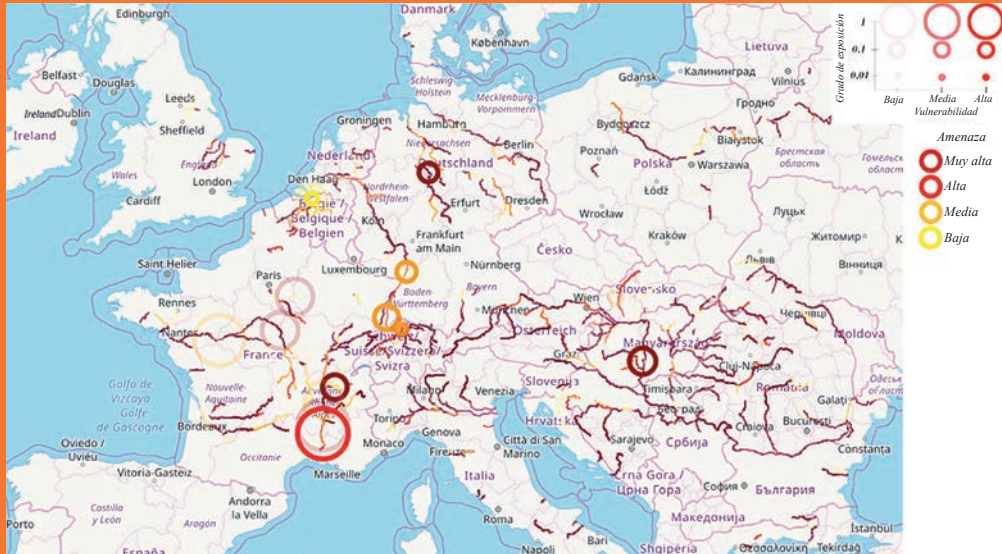 Danmark
København
Edinburgh
Schleswig-Holstein
Lietuva
Vilnius
Belfast
Douglas
Leeds
Gdańsk
Калининград
Гродно
Ireland
Dublin
Sheffield
Groningen
Hamburg
Mecklenburg-Vorpommern
Niedersachsen
Bydgoszcz
Białystok
Ireland
England
Wales
Nederland
Deutschland
Berlin
Poznań
Polska
Warszawa
Брестская
область
London
Cardiff
Den Haag
België /
Belgique /
Belgien
Nordrhein-
Westfalen
Köln
Erfurt
Dresden
Łódź
Wrocław
Луцьк
Frankfurt
am Main
Kraków
Житомир
Česko
Львів
Вінниця
Saint Helier
Luxembourg
Nürnberg
Paris
Rennes
Baden-
Württemberg
Bayern
München
Wien
Slovensko
Чернівці
Nantes
France
Schweiz/
Suisse/Svizzera/
Svizra
Österreich
Graz
Magyarország
Cluj-Napoca
Moldova
Golfo de
Vizcaya
Golfe
de Gascogne
Nouvelle-
Aquitaine
Slovenija
Timișoara
România
Milano
Venezia
Bordeaux
Torino
Hrvatska
Београд
Galați
Genova
Craiova
București
Oviedo /
Uviéu
Occitanie
Monaco
Firenze
Città di San
Marino
Sarajevo
Србија
Constanța
Vitoria-Gasteiz
Marseille
Italia
Crna Gora /
Црна Гора
София
България
Andorra
la Vella
Castilla
y León
Aragón
Roma
Македонија
Porto
España
Napoli
Bari
Shqipëria
Θεσσαλονίκη
Tekirdağ
İstanbul
Grado de exposición
1
0.1
0,01
Baja
Media
Alta
Vulnerabilidad
Amenaza
Muy alta
Alta
Media
Baja